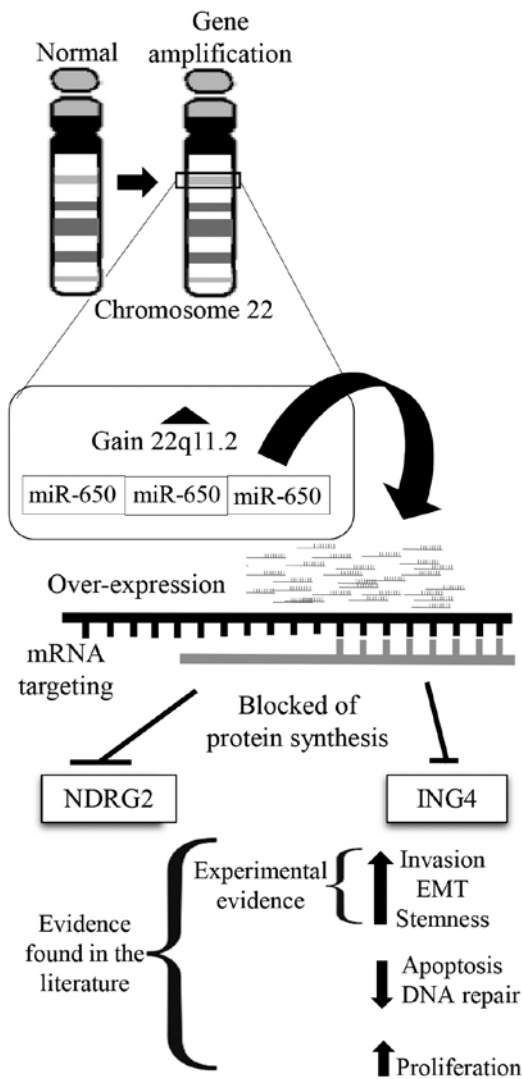 Normal
Gene
amplification
Chromosome 22
Gain 22q11.2
miR-650 miR-650 miR-650
Over-expression
mRNA
targeting
Blocked of
protein synthesis
NDRG2
ING4
Experimental
evidence
Invasion
EMT
Stemness
Evidence
found in the
literature
Apoptosis
DNA repair
Proliferation